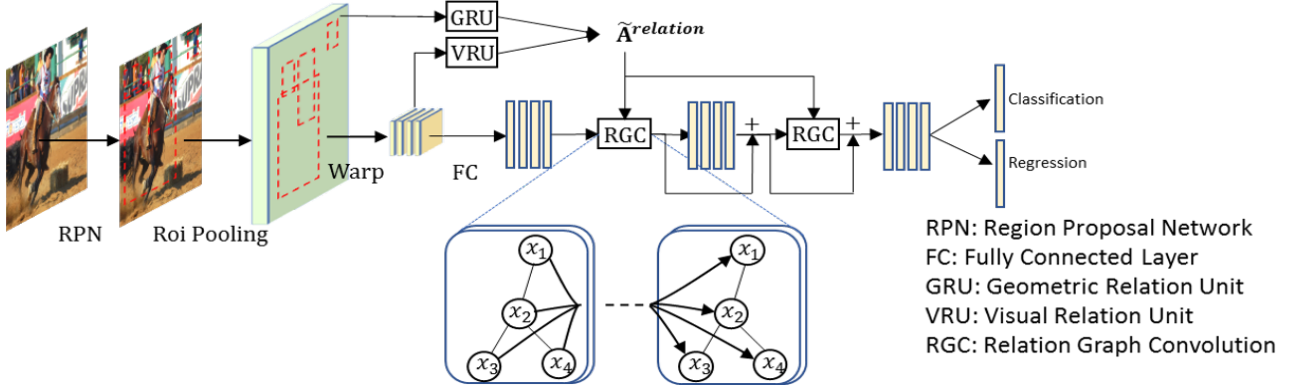 GRU
VRU
Ã^relation
RGC
+
RGC
+
Classification
Regression
RPN
Roi Pooling
Warp
FC
x₁
x₂
x₃
x₄
x₁
x₂
x₃
x₄
RPN: Region Proposal Network
FC: Fully Connected Layer
GRU: Geometric Relation Unit
VRU: Visual Relation Unit
RGC: Relation Graph Convolution